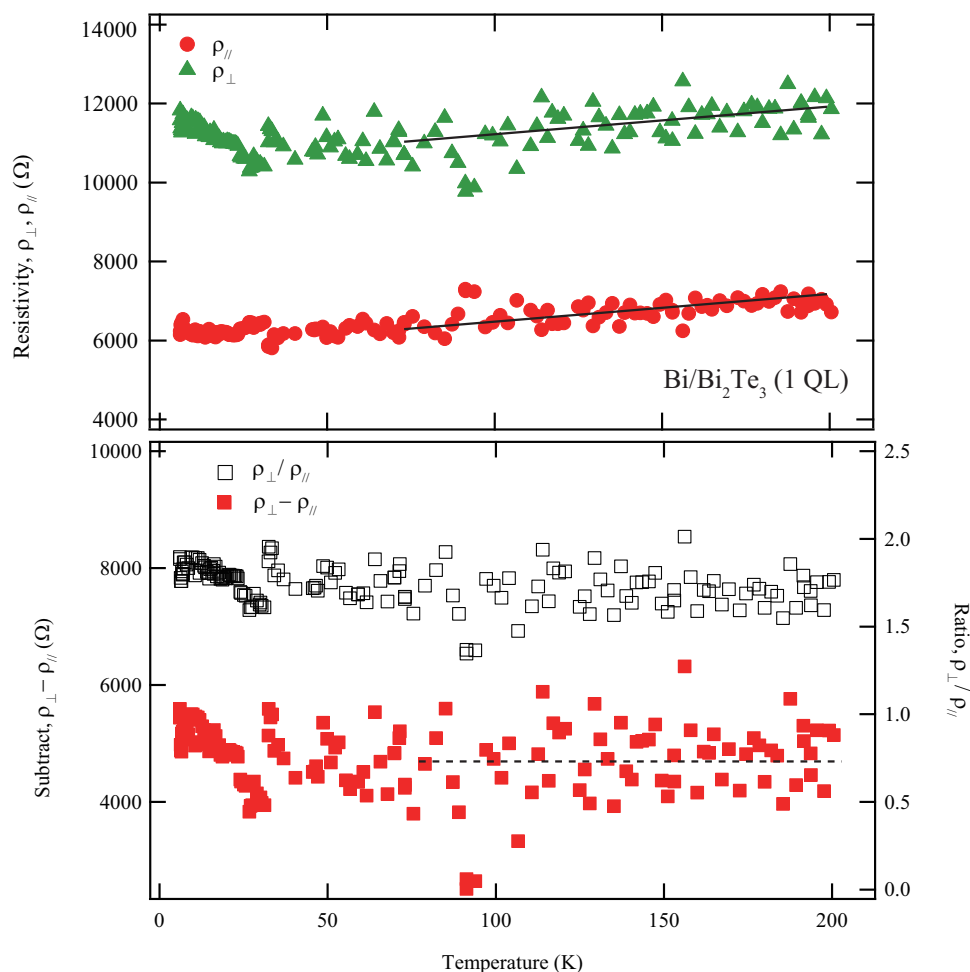 14000
12000
10000
8000
6000
4000
Resistivity, ρ⊥, ρ// (Ω)
ρ//
ρ⊥
Bi/Bi2Te3 (1 QL)
10000
8000
6000
4000
Subtract, ρ⊥− ρ// (Ω)
ρ⊥/ ρ//
ρ⊥− ρ//
2.5
2.0
1.5
1.0
0.5
0.0
Ratio, ρ⊥/ ρ//
0
50
100
150
200
Temperature (K)